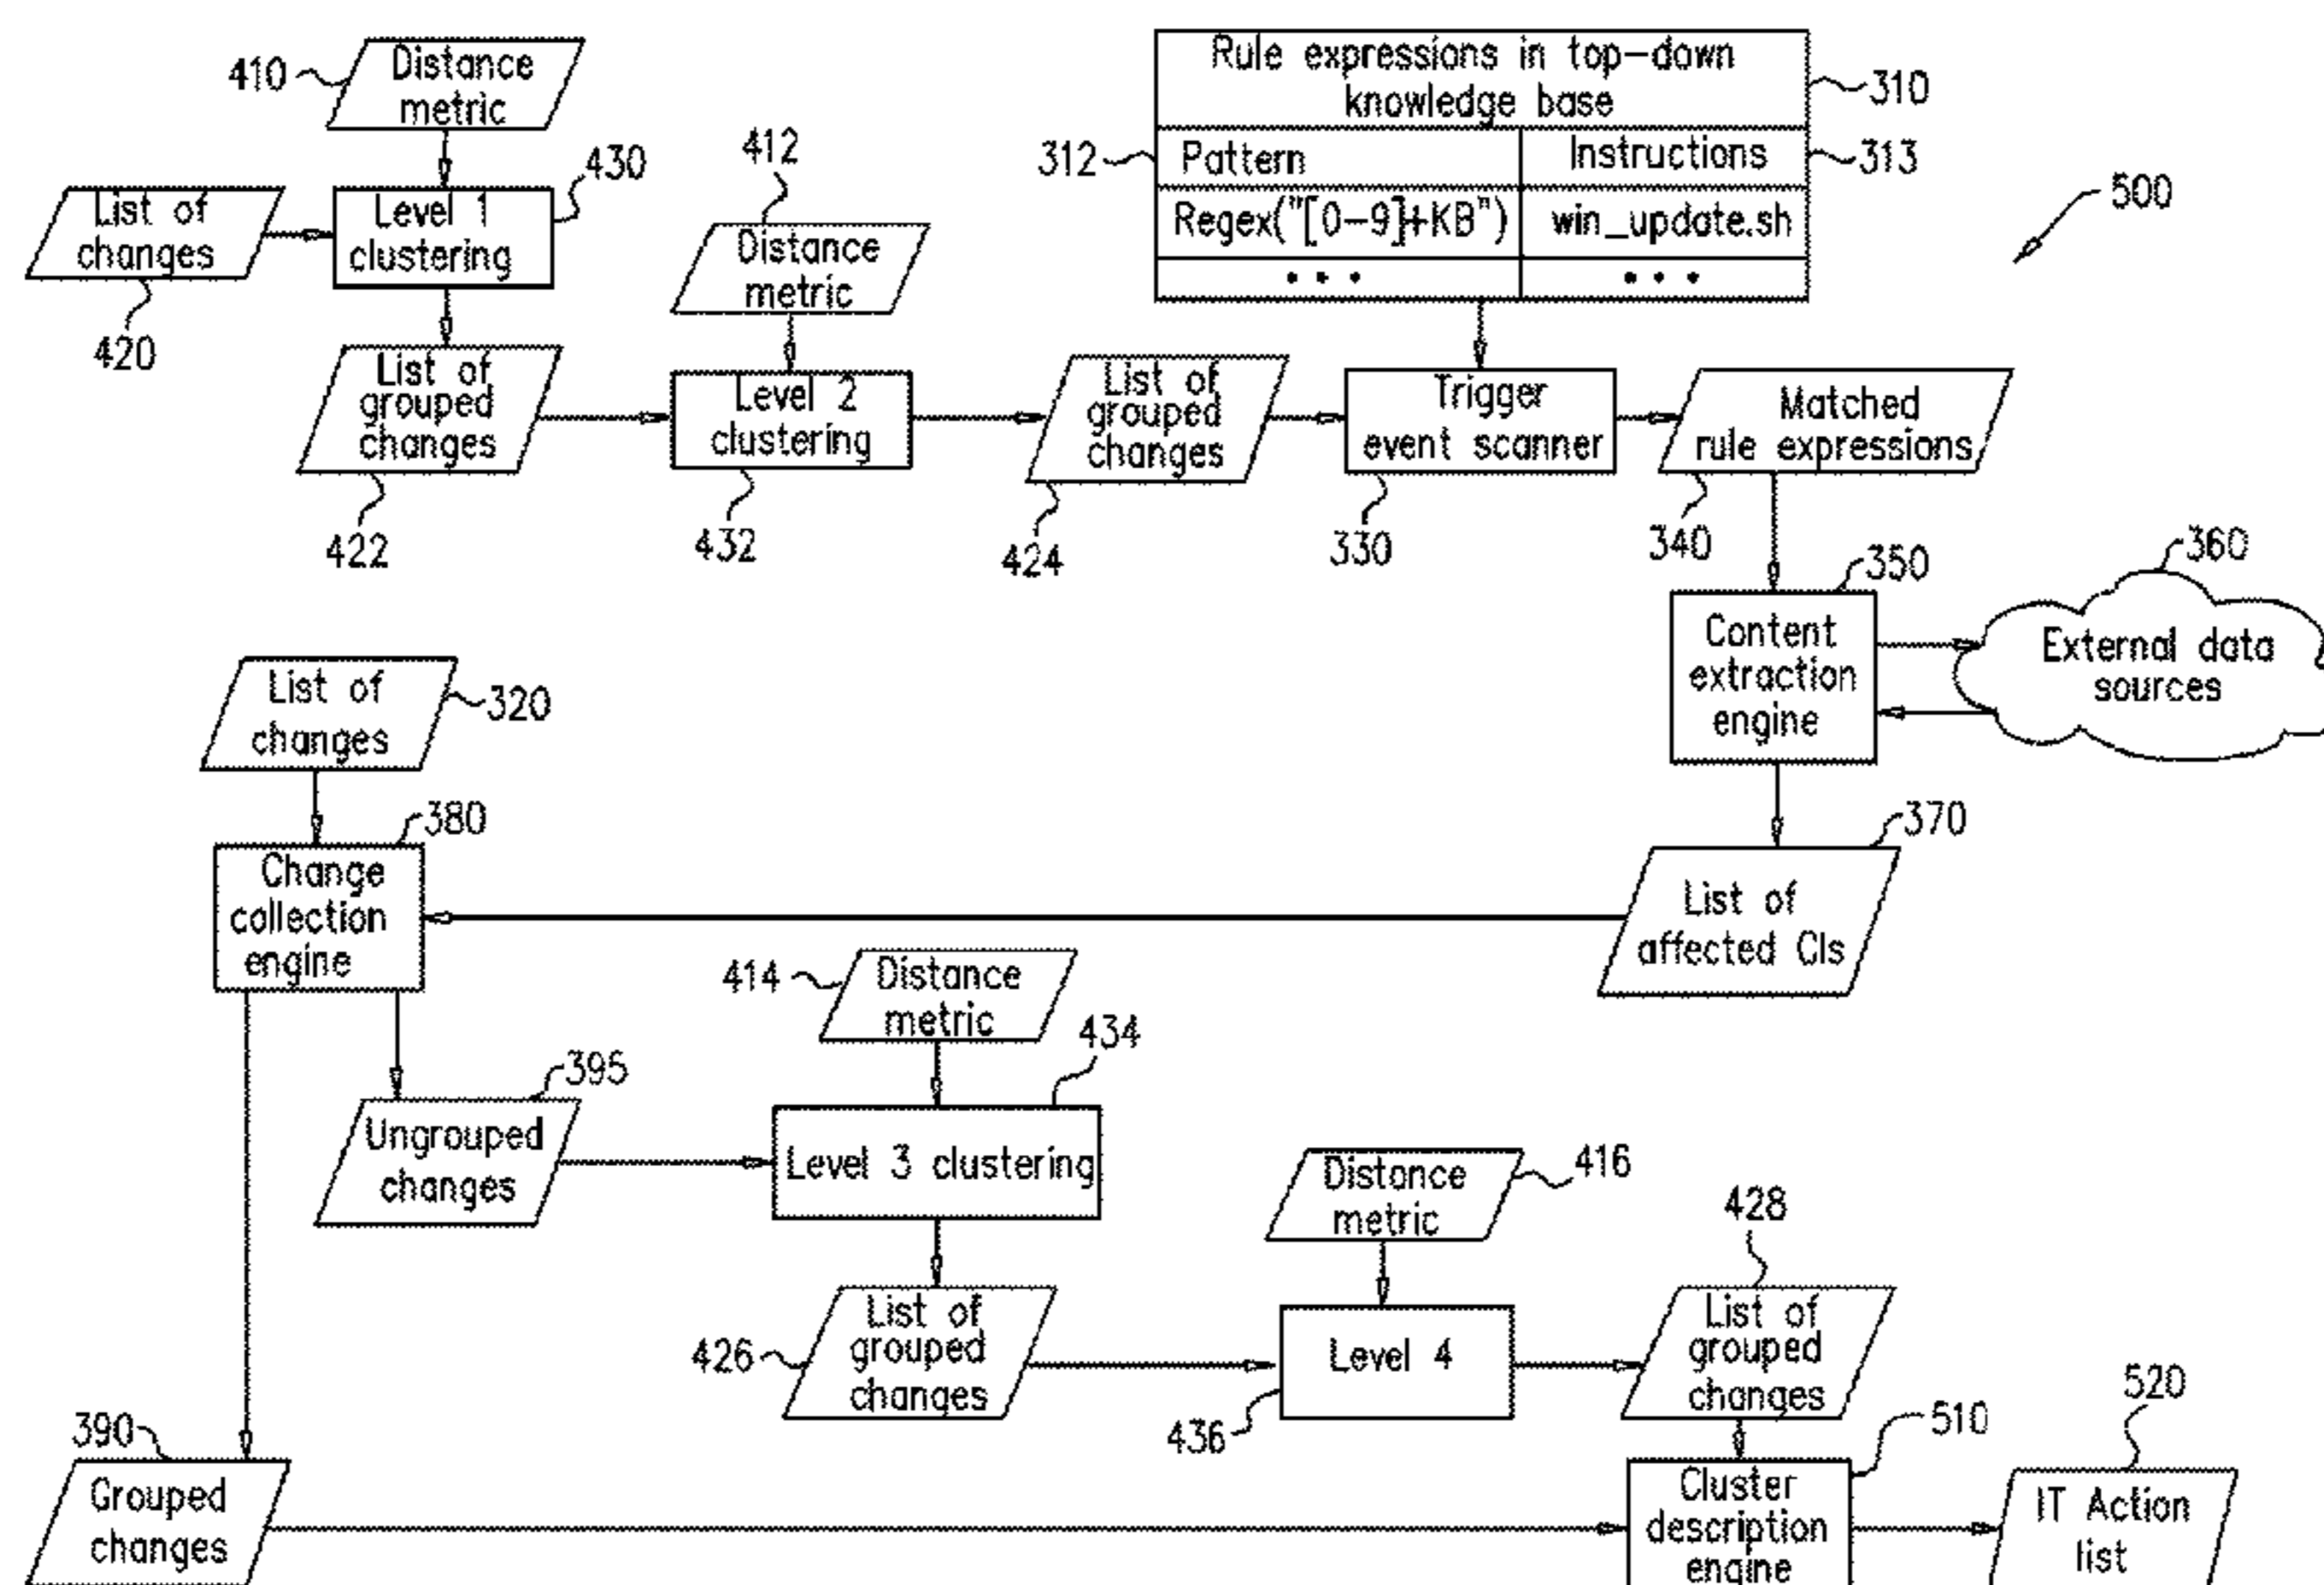 410
Distance
metric
Rule expressions in top-down
knowledge base
310
412
430
312
Pattern
Instructions
313
500
List of
changes
Level 1
clustering
Distance
metric
Regex("[0-9]+KB")
win_update.sh
• • •
• • •
420
List of
grouped
changes
Level 2
clustering
List of
grouped
changes
Trigger
event scanner
Matched
rule expressions
422
432
424
330
340
350
360
Content
extraction
engine
External data
sources
List of
changes
320
380
370
Change
collection
engine
List of
affected CIs
414
Distance
metric
434
395
Ungrouped
changes
Level 3 clustering
Distance
metric
416
428
426
List of
grouped
changes
Level 4
List of
grouped
changes
436
520
390
510
Grouped
changes
Cluster
description
engine
IT Action
list